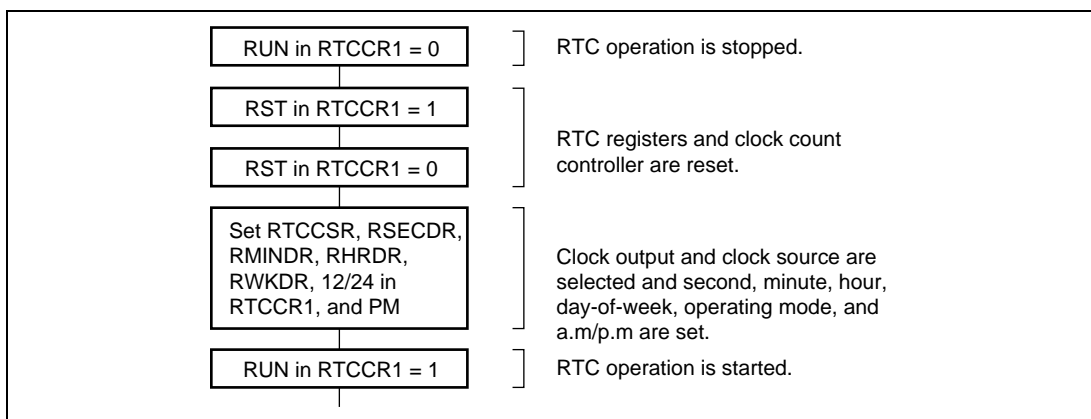 RUN in RTCCR1 = 0
RTC operation is stopped.
RST in RTCCR1 = 1
RST in RTCCR1 = 0
RTC registers and clock count
controller are reset.
Set RTCCSR, RSECDR,
RMINDR, RHRDR,
RWKDR, 12/24 in
RTCCR1, and PM
Clock output and clock source are
selected and second, minute, hour,
day-of-week, operating mode, and
a.m/p.m are set.
RUN in RTCCR1 = 1
RTC operation is started.